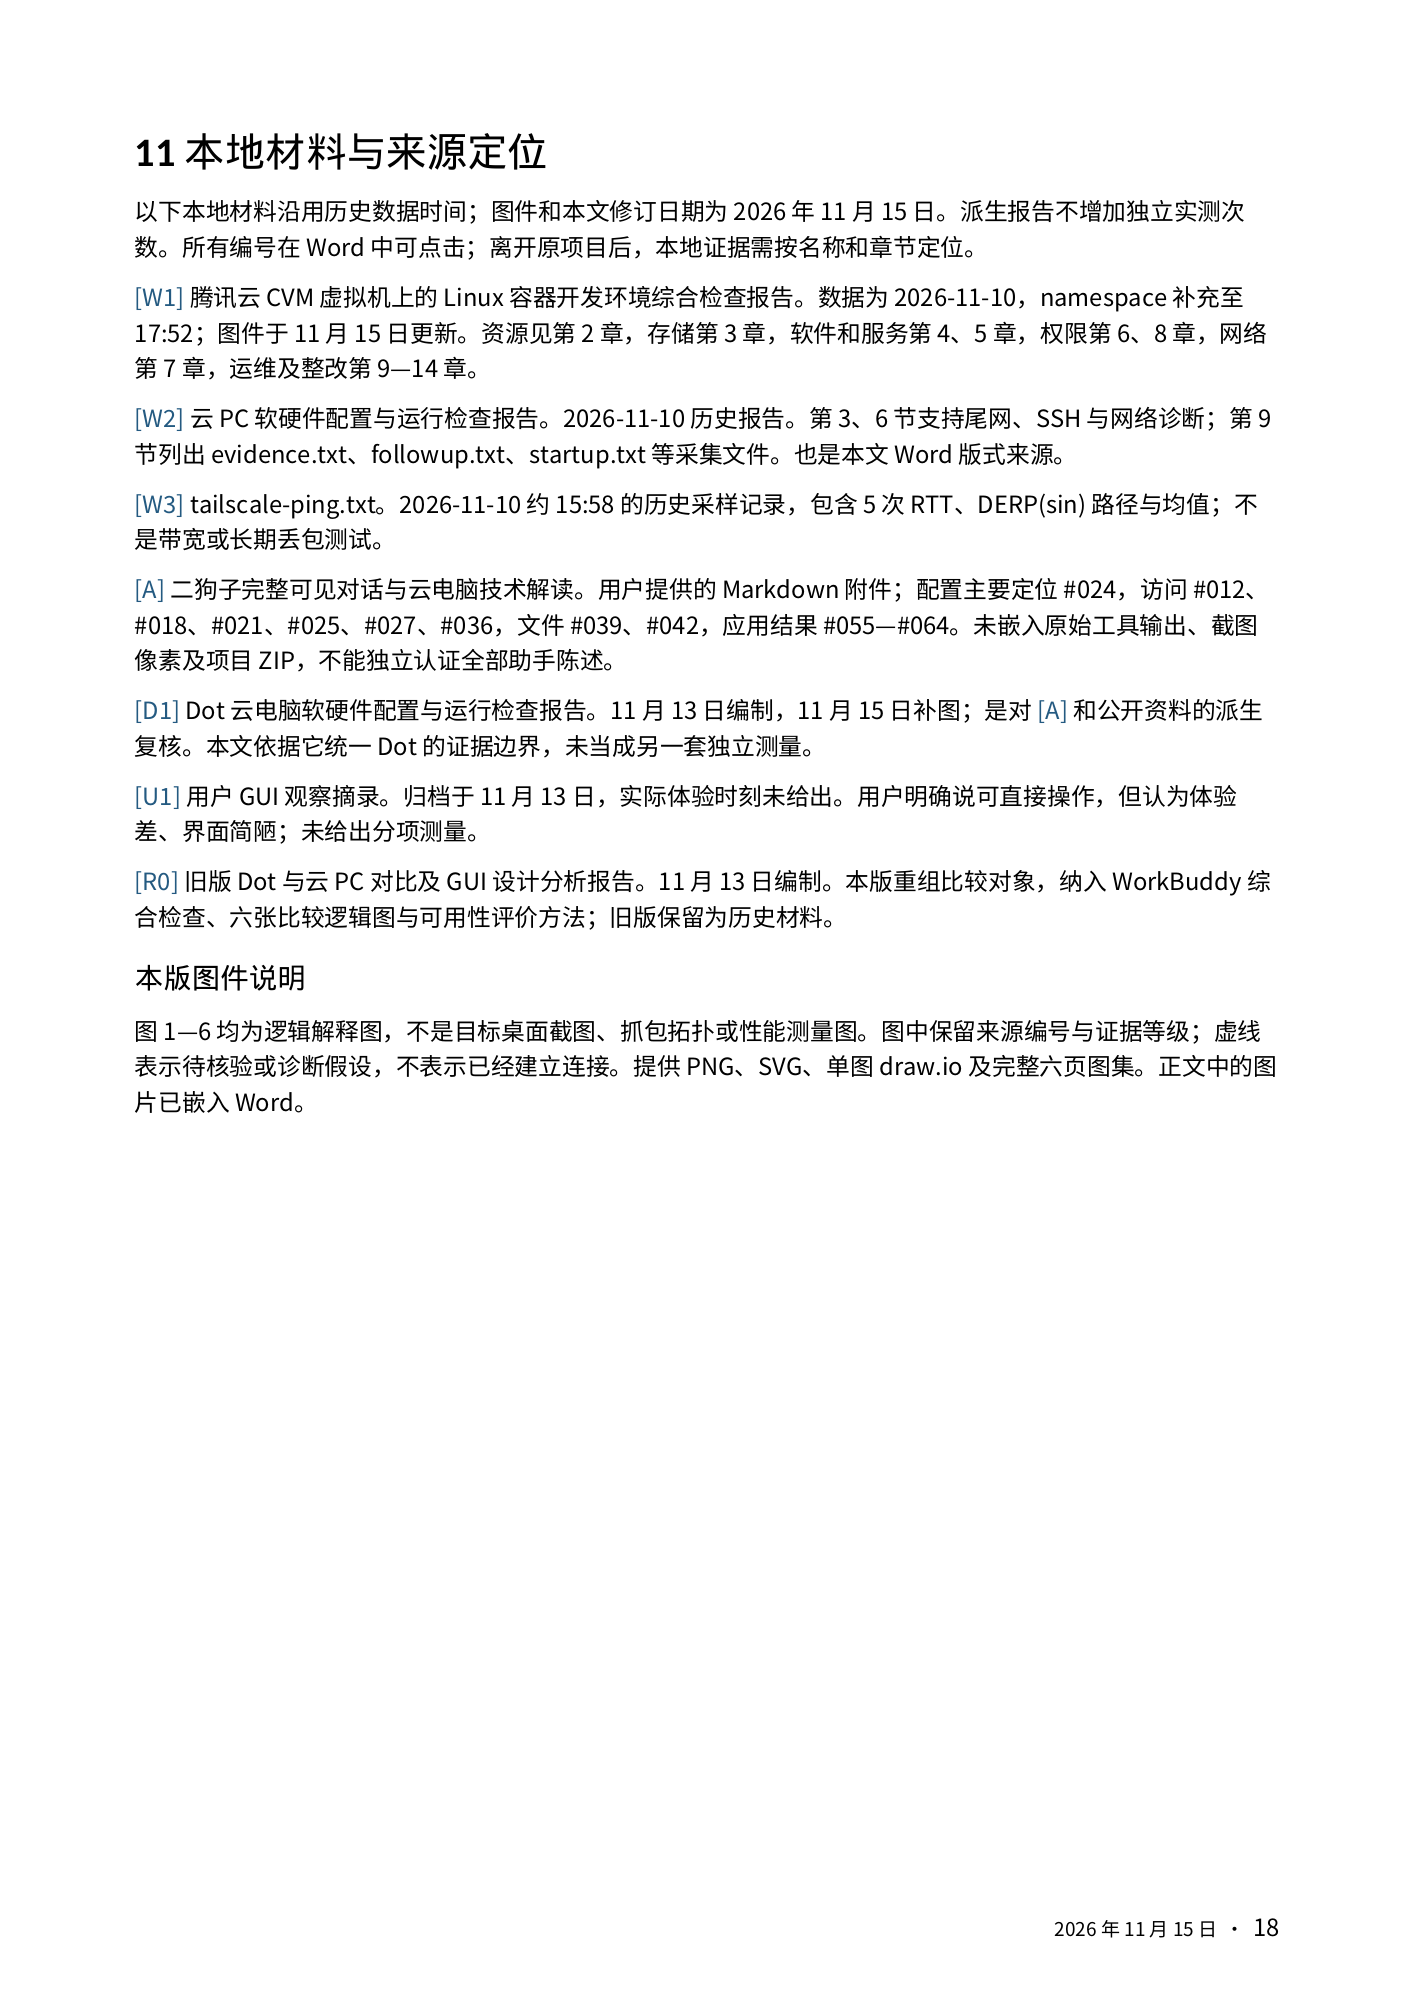 11 本地材料与来源定位
以下本地材料沿用历史数据时间；图件和本文修订日期为 2026 年 11 月 15 日。派生报告不增加独立实测次
数。所有编号在 Word 中可点击；离开原项目后，本地证据需按名称和章节定位。
[W1] 腾讯云 CVM 虚拟机上的 Linux 容器开发环境综合检查报告。数据为 2026-11-10，namespace 补充至
17:52；图件于 11 月 15 日更新。资源见第 2 章，存储第 3 章，软件和服务第 4、5 章，权限第 6、8 章，网络
第 7 章，运维及整改第 9—14 章。
[W2] 云 PC 软硬件配置与运行检查报告。2026-11-10 历史报告。第 3、6 节支持尾网、SSH 与网络诊断；第 9
节列出 evidence.txt、followup.txt、startup.txt 等采集文件。也是本文 Word 版式来源。
[W3] tailscale-ping.txt。2026-11-10 约 15:58 的历史采样记录，包含 5 次 RTT、DERP(sin) 路径与均值；不
是带宽或长期丢包测试。
[A] 二狗子完整可见对话与云电脑技术解读。用户提供的 Markdown 附件；配置主要定位 #024，访问 #012、
#018、#021、#025、#027、#036，文件 #039、#042，应用结果 #055—#064。未嵌入原始工具输出、截图
像素及项目 ZIP，不能独立认证全部助手陈述。
[D1] Dot 云电脑软硬件配置与运行检查报告。11 月 13 日编制，11 月 15 日补图；是对 [A] 和公开资料的派生
复核。本文依据它统一 Dot 的证据边界，未当成另一套独立测量。
[U1] 用户 GUI 观察摘录。归档于 11 月 13 日，实际体验时刻未给出。用户明确说可直接操作，但认为体验
差、界面简陋；未给出分项测量。
[R0] 旧版 Dot 与云 PC 对比及 GUI 设计分析报告。11 月 13 日编制。本版重组比较对象，纳入 WorkBuddy 综
合检查、六张比较逻辑图与可用性评价方法；旧版保留为历史材料。
本版图件说明
图 1—6 均为逻辑解释图，不是目标桌面截图、抓包拓扑或性能测量图。图中保留来源编号与证据等级；虚线
表示待核验或诊断假设，不表示已经建立连接。提供 PNG、SVG、单图 draw.io 及完整六页图集。正文中的图
片已嵌入 Word。
2026 年 11 月 15 日 · 18